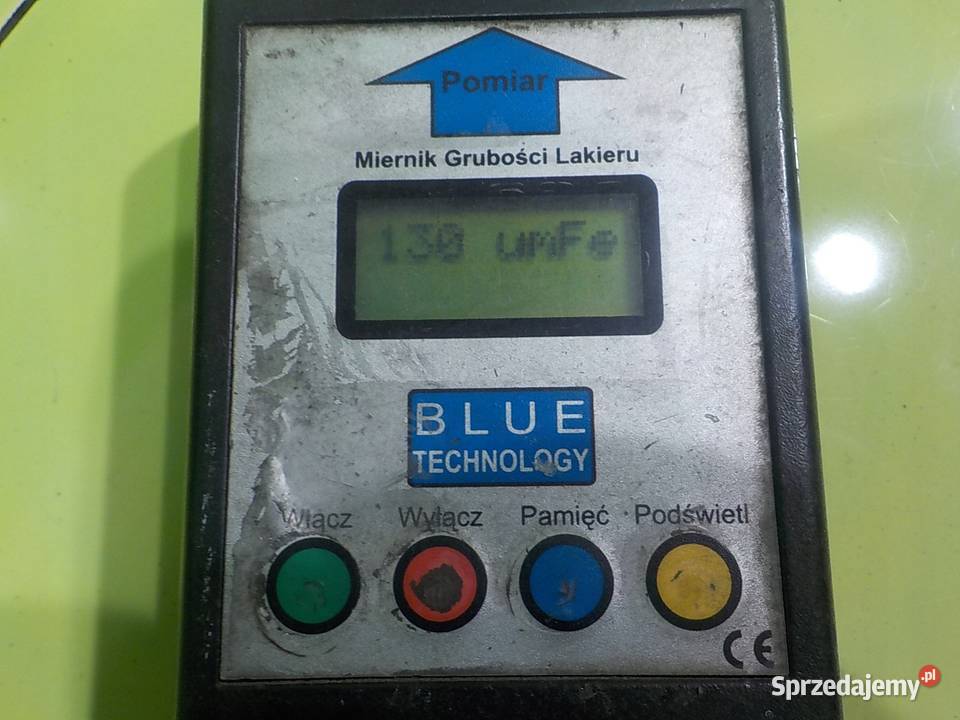 Pomiar
Miernik Grubości Lakieru
130 umFe
BLUE
TECHNOLOGY
Włącz Wyłącz Pamięć Podświetl
CE
Sprzedajemy.pl